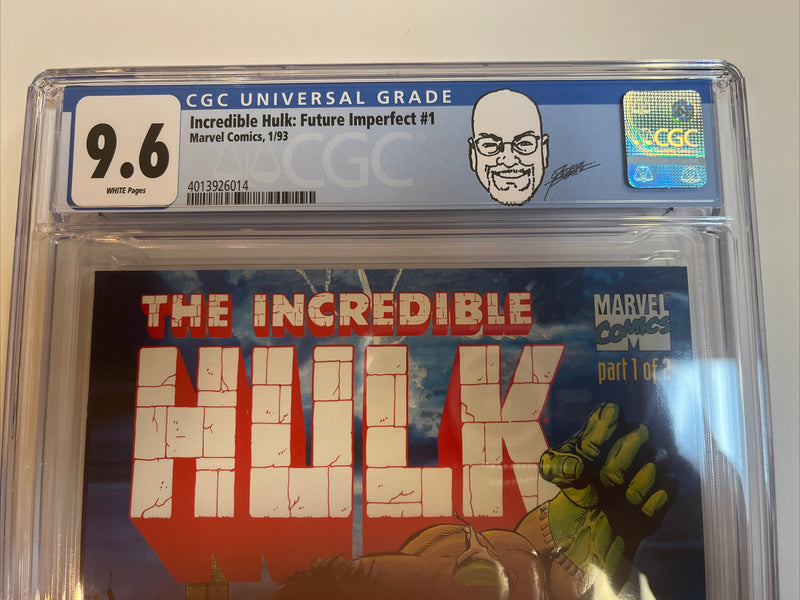 CGC UNIVERSAL GRADE
9.6
WHITE Pages
Incredible Hulk: Future Imperfect #1
Marvel Comics, 1/93
CGC
4013926014
CGC
THE INCREDIBLE
HULK
MARVEL
COMICS
M
part 1 of 2